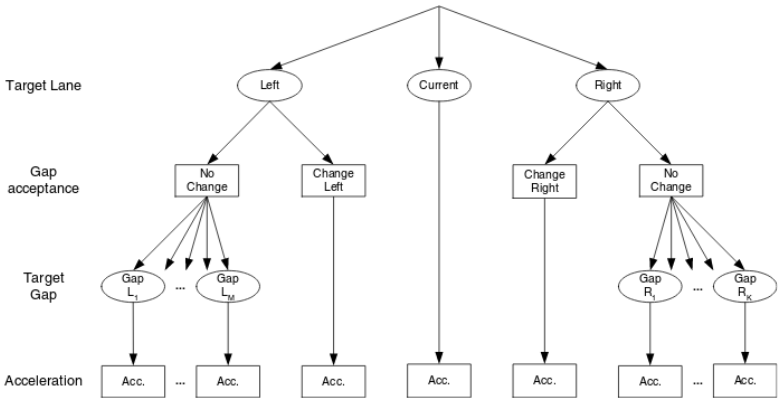 Target Lane
Left
Current
Right
Gap
acceptance
No
Change
Change
Left
Change
Right
No
Change
Target
Gap
Gap
L1
...
Gap
LM
Gap
R1
...
Gap
RK
Acceleration
Acc.
...
Acc.
Acc.
Acc.
Acc.
Acc.
...
Acc.